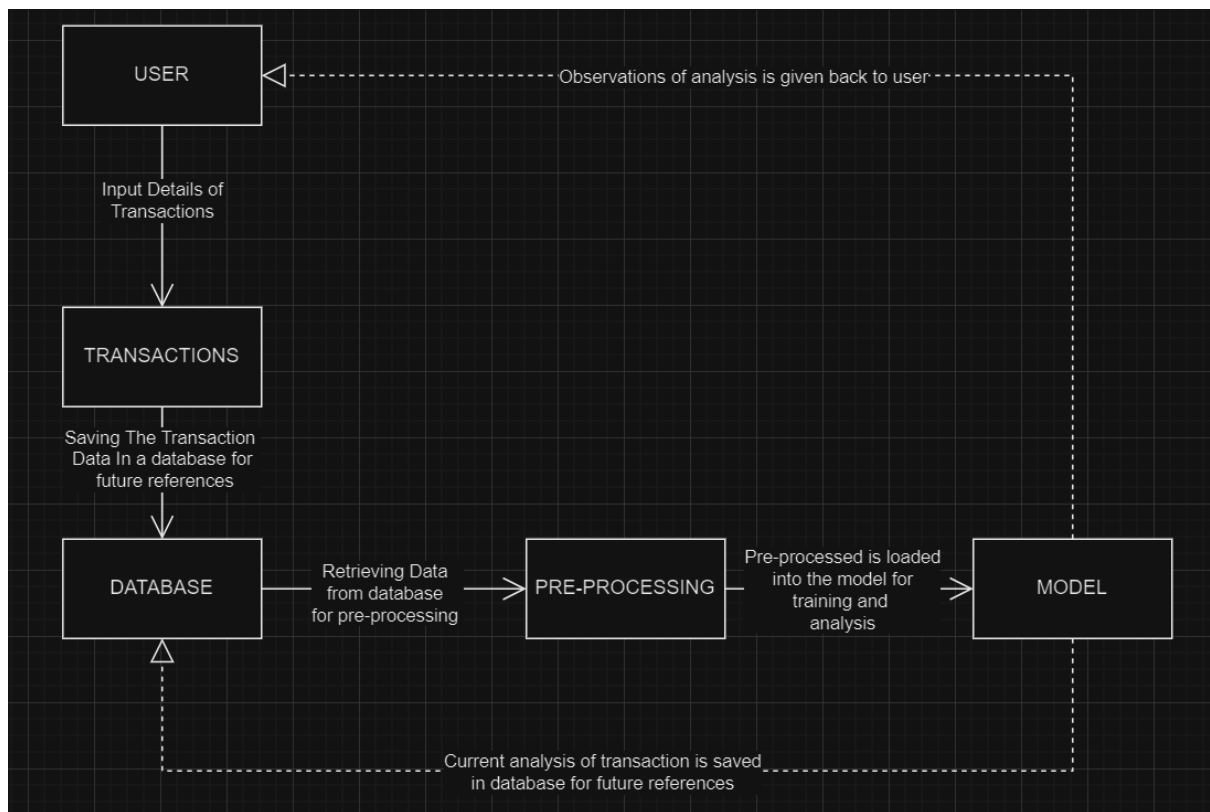 USER
Observations of analysis is given back to user
Input Details of
Transactions
TRANSACTIONS
Saving The Transaction
Data In a database for
future references
DATABASE
Retrieving Data
from database
for pre-processing
PRE-PROCESSING
Pre-processed is loaded
into the model for
training and
analysis
MODEL
Current analysis of transaction is saved
in database for future references